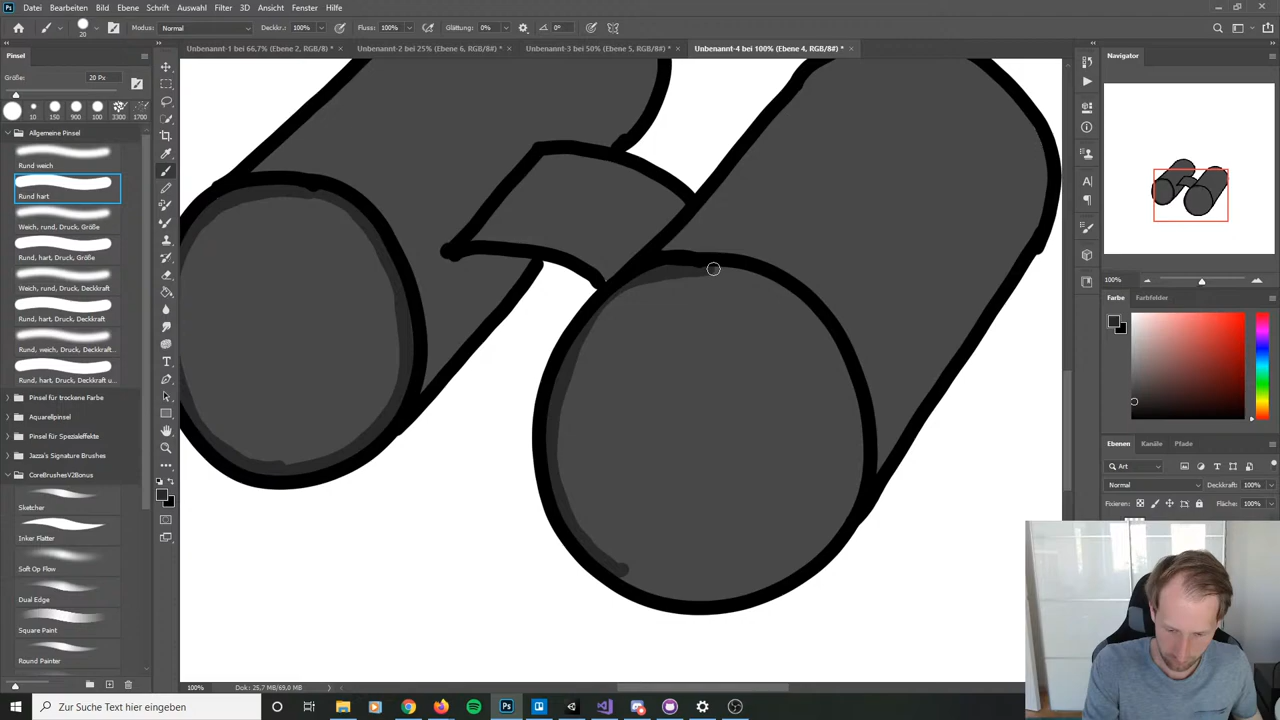 Ps Datei Bearbeiten Bild Ebene Schrift Auswahl Filter 3D Ansicht Fenster Hilfe
20 Modus: Normal Deckkr.: 100% Fluss: 100% Glättung: 0% 0°
Unbenannt-1 bei 66,7% (Ebene 2, RGB/8) * Unbenannt-2 bei 25% (Ebene 6, RGB/8#) * Unbenannt-3 bei 50% (Ebene 5, RGB/8#) * Unbenannt-4 bei 100% (Ebene 4, RGB/8#) *
Pinsel
Größe: 20 Px
10 150 900 100 3300 1700
Allgemeine Pinsel
Rund weich
Rund hart
Weich, rund, Druck, Größe
Rund, hart, Druck, Größe
Weich, rund, Druck, Deckkraft
Rund, hart, Druck, Deckkraft
Rund, weich, Druck, Deckkraft...
Rund, hart, Druck, Deckkraft u...
Pinsel für trockene Farbe
Aquarellpinsel
Pinsel für Spezialeffekte
Jazza's Signature Brushes
CoreBrushesV2Bonus
Sketcher
Inker Flatter
Soft Op Flow
Dual Edge
Square Paint
Round Painter
Navigator
100%
Farbe Farbfelder
Ebenen Kanäle Pfade
Art
Normal Deckkraft: 100%
Fixieren: Fläche: 100%
100% Dok: 25,7 MB/69,0 MB
Zur Suche Text hier eingeben